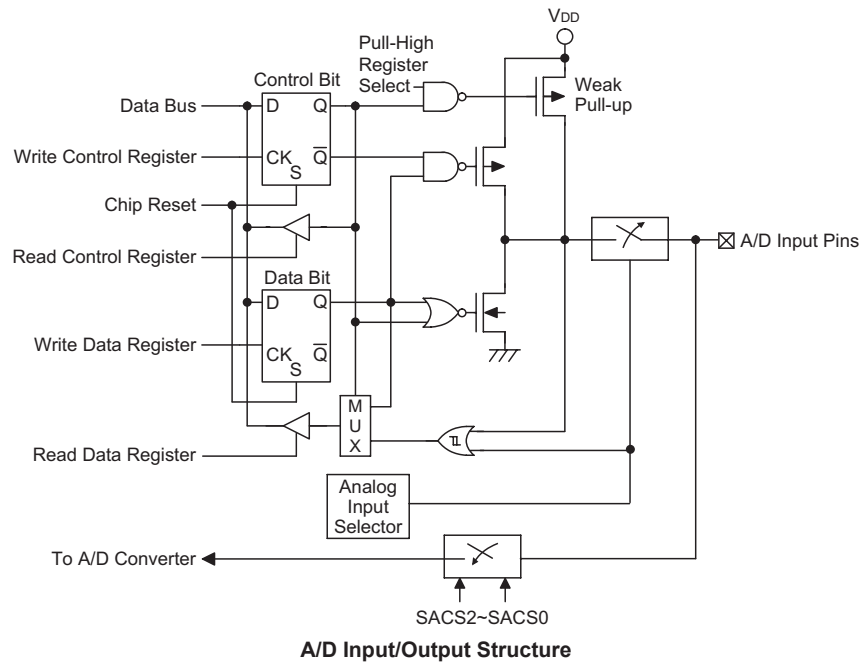 VDD
Pull-High
Register
Select
Control Bit
Weak
Pull-up
Data Bus
D
Q
Write Control Register
CK
Q
S
Chip Reset
Read Control Register
A/D Input Pins
Data Bit
D
Q
Write Data Register
CK
Q
S
M
U
X
Read Data Register
Analog
Input
Selector
To A/D Converter
SACS2~SACS0
A/D Input/Output Structure